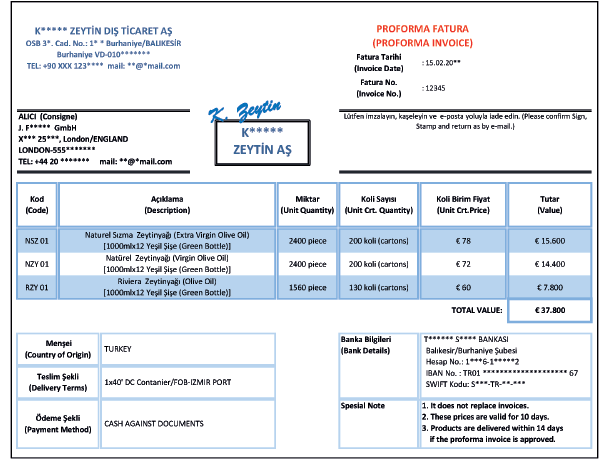 K***** ZEYTİN DIŞ TİCARET AŞ
OSB 3*. Cad. No.: 1* * Burhaniye/BALIKESİR
Burhaniye VD-010*******
TEL: +90 XXX 123**** mail: **@*mail.com
PROFORMA FATURA
(PROFORMA INVOICE)
Fatura Tarihi
(Invoice Date) : 15.02.20**
Fatura No.
(Invoice No.) : 12345
ALICI (Consigne)
J. F***** GmbH
X*** 25***, London/ENGLAND
LONDON-555*******
TEL: +44 20 ******* mail: **@*mail.com
K. Zeytin
K*****
ZEYTİN AŞ
Lütfen imzalayın, kaşeleyin ve e-posta yoluyla iade edin. (Please confirm Sign,
Stamp and return as by e-mail.)
Kod
(Code)
Açıklama
(Description)
Miktar
(Unit Quantity)
Koli Sayısı
(Unit Crt. Quantity)
Koli Birim Fiyat
(Unit Crt.Price)
Tutar
(Value)
NSZ 01
Naturel Sızma Zeytinyağı (Extra Virgin Olive Oil)
[1000mlx12 Yeşil Şişe (Green Bottle)]
2400 piece
200 koli (cartons)
€ 78
€ 15.600
NZY 01
Natürel Zeytinyağı (Virgin Olive Oil)
[1000mlx12 Yeşil Şişe (Green Bottle)]
2400 piece
200 koli (cartons)
€ 72
€ 14.400
RZY 01
Riviera Zeytinyağı (Olive Oil)
[1000mlx12 Yeşil Şişe (Green Bottle)]
1560 piece
130 koli (cartons)
€ 60
€ 7.800
TOTAL VALUE: € 37.800
Menşei
(Country of Origin)
TURKEY
Teslim Şekli
(Delivery Terms)
1x40' DC Contanier/FOB-IZMIR PORT
Ödeme Şekli
(Payment Method)
CASH AGAINST DOCUMENTS
Banka Bilgileri
(Bank Details)
T****** S**** BANKASI
Balıkesir/Burhaniye Şubesi
Hesap No.: 1***6-1*****2
IBAN No. : TR01 ********************* 67
SWIFT Kodu: S***-TR-**-***
Spesial Note
1. It does not replace invoices.
2. These prices are valid for 10 days.
3. Products are delivered within 14 days
if the proforma invoice is approved.